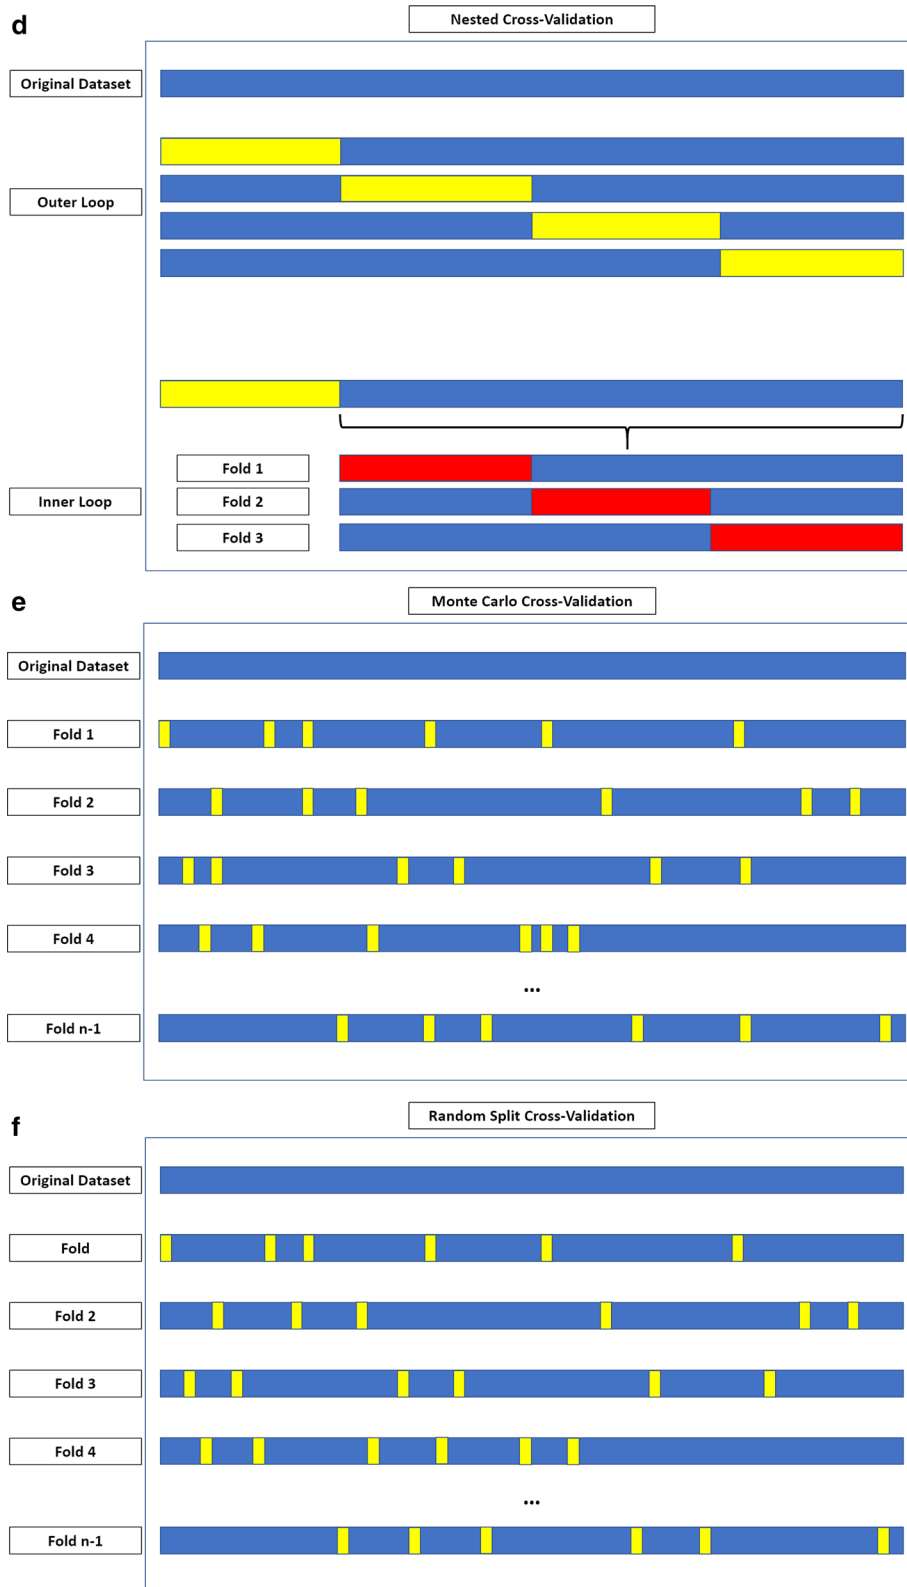 d
Nested Cross-Validation
Original Dataset
Outer Loop
Fold 1
Inner Loop
Fold 2
Fold 3
e
Monte Carlo Cross-Validation
Original Dataset
Fold 1
Fold 2
Fold 3
Fold 4
...
Fold n-1
f
Random Split Cross-Validation
Original Dataset
Fold
Fold 2
Fold 3
Fold 4
...
Fold n-1